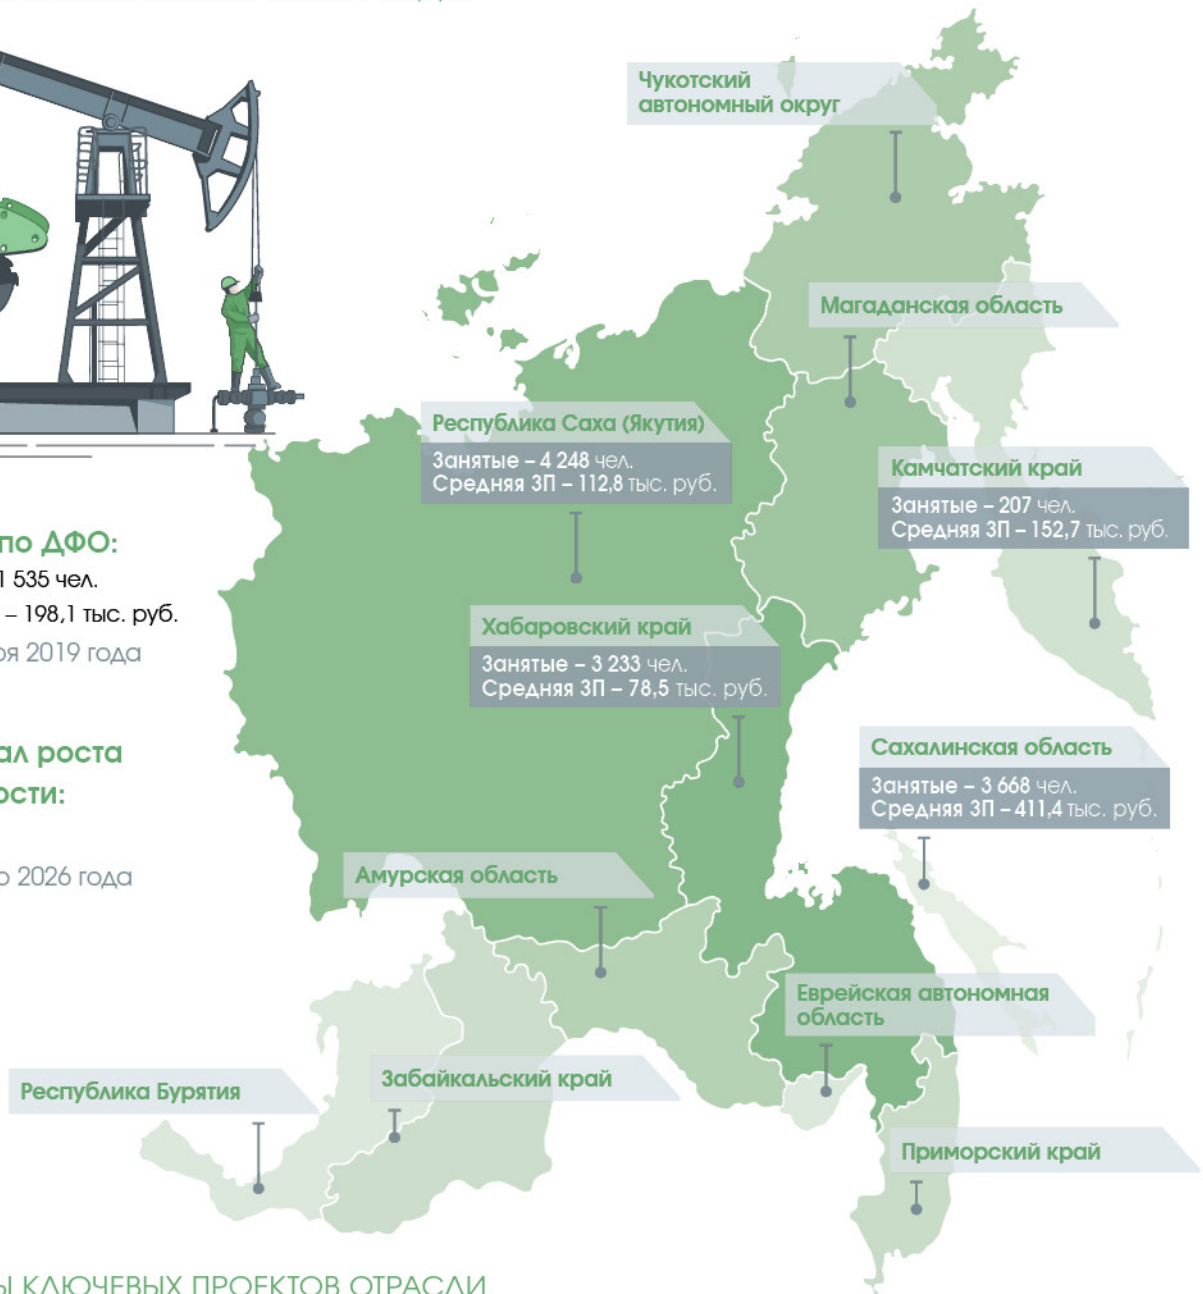 Чукотский
автономный округ
Магаданская область
Республика Саха (Якутия)
Занятые – 4 248 чел.
Средняя ЗП – 112,8 тыс. руб.
Камчатский край
Занятые – 207 чел.
Средняя ЗП – 152,7 тыс. руб.
по ДФО:
1 535 чел.
– 198,1 тыс. руб.
2019 года
Хабаровский край
Занятые – 3 233 чел.
Средняя ЗП – 78,5 тыс. руб.
роста
2026 года
Сахалинская область
Занятые – 3 668 чел.
Средняя ЗП – 411,4 тыс. руб.
Амурская область
Еврейская автономная
область
Республика Бурятия
Забайкальский край
Приморский край
КЛЮЧЕВЫХ ПРОЕКТОВ ОТРАСЛИ